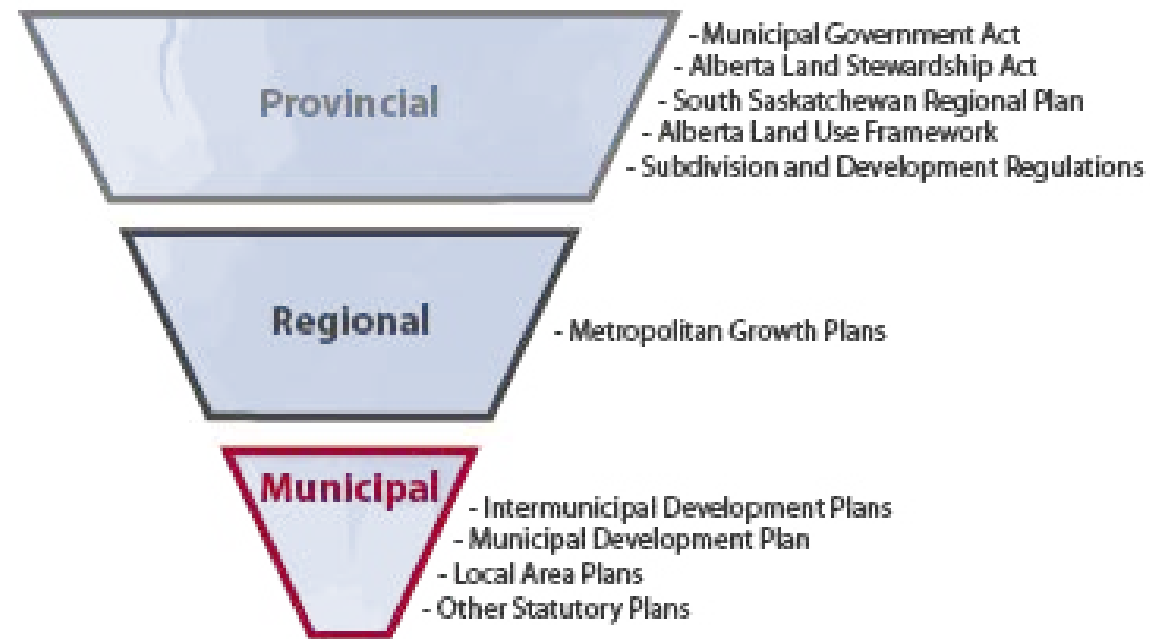 Provincial
- Municipal Government Act
- Alberta Land Stewardship Act
- South Saskatchewan Regional Plan
- Alberta Land Use Framework
- Subdivision and Development Regulations
Regional
- Metropolitan Growth Plans
Municipal
- Intermunicipal Development Plans
- Municipal Development Plan
- Local Area Plans
- Other Statutory Plans